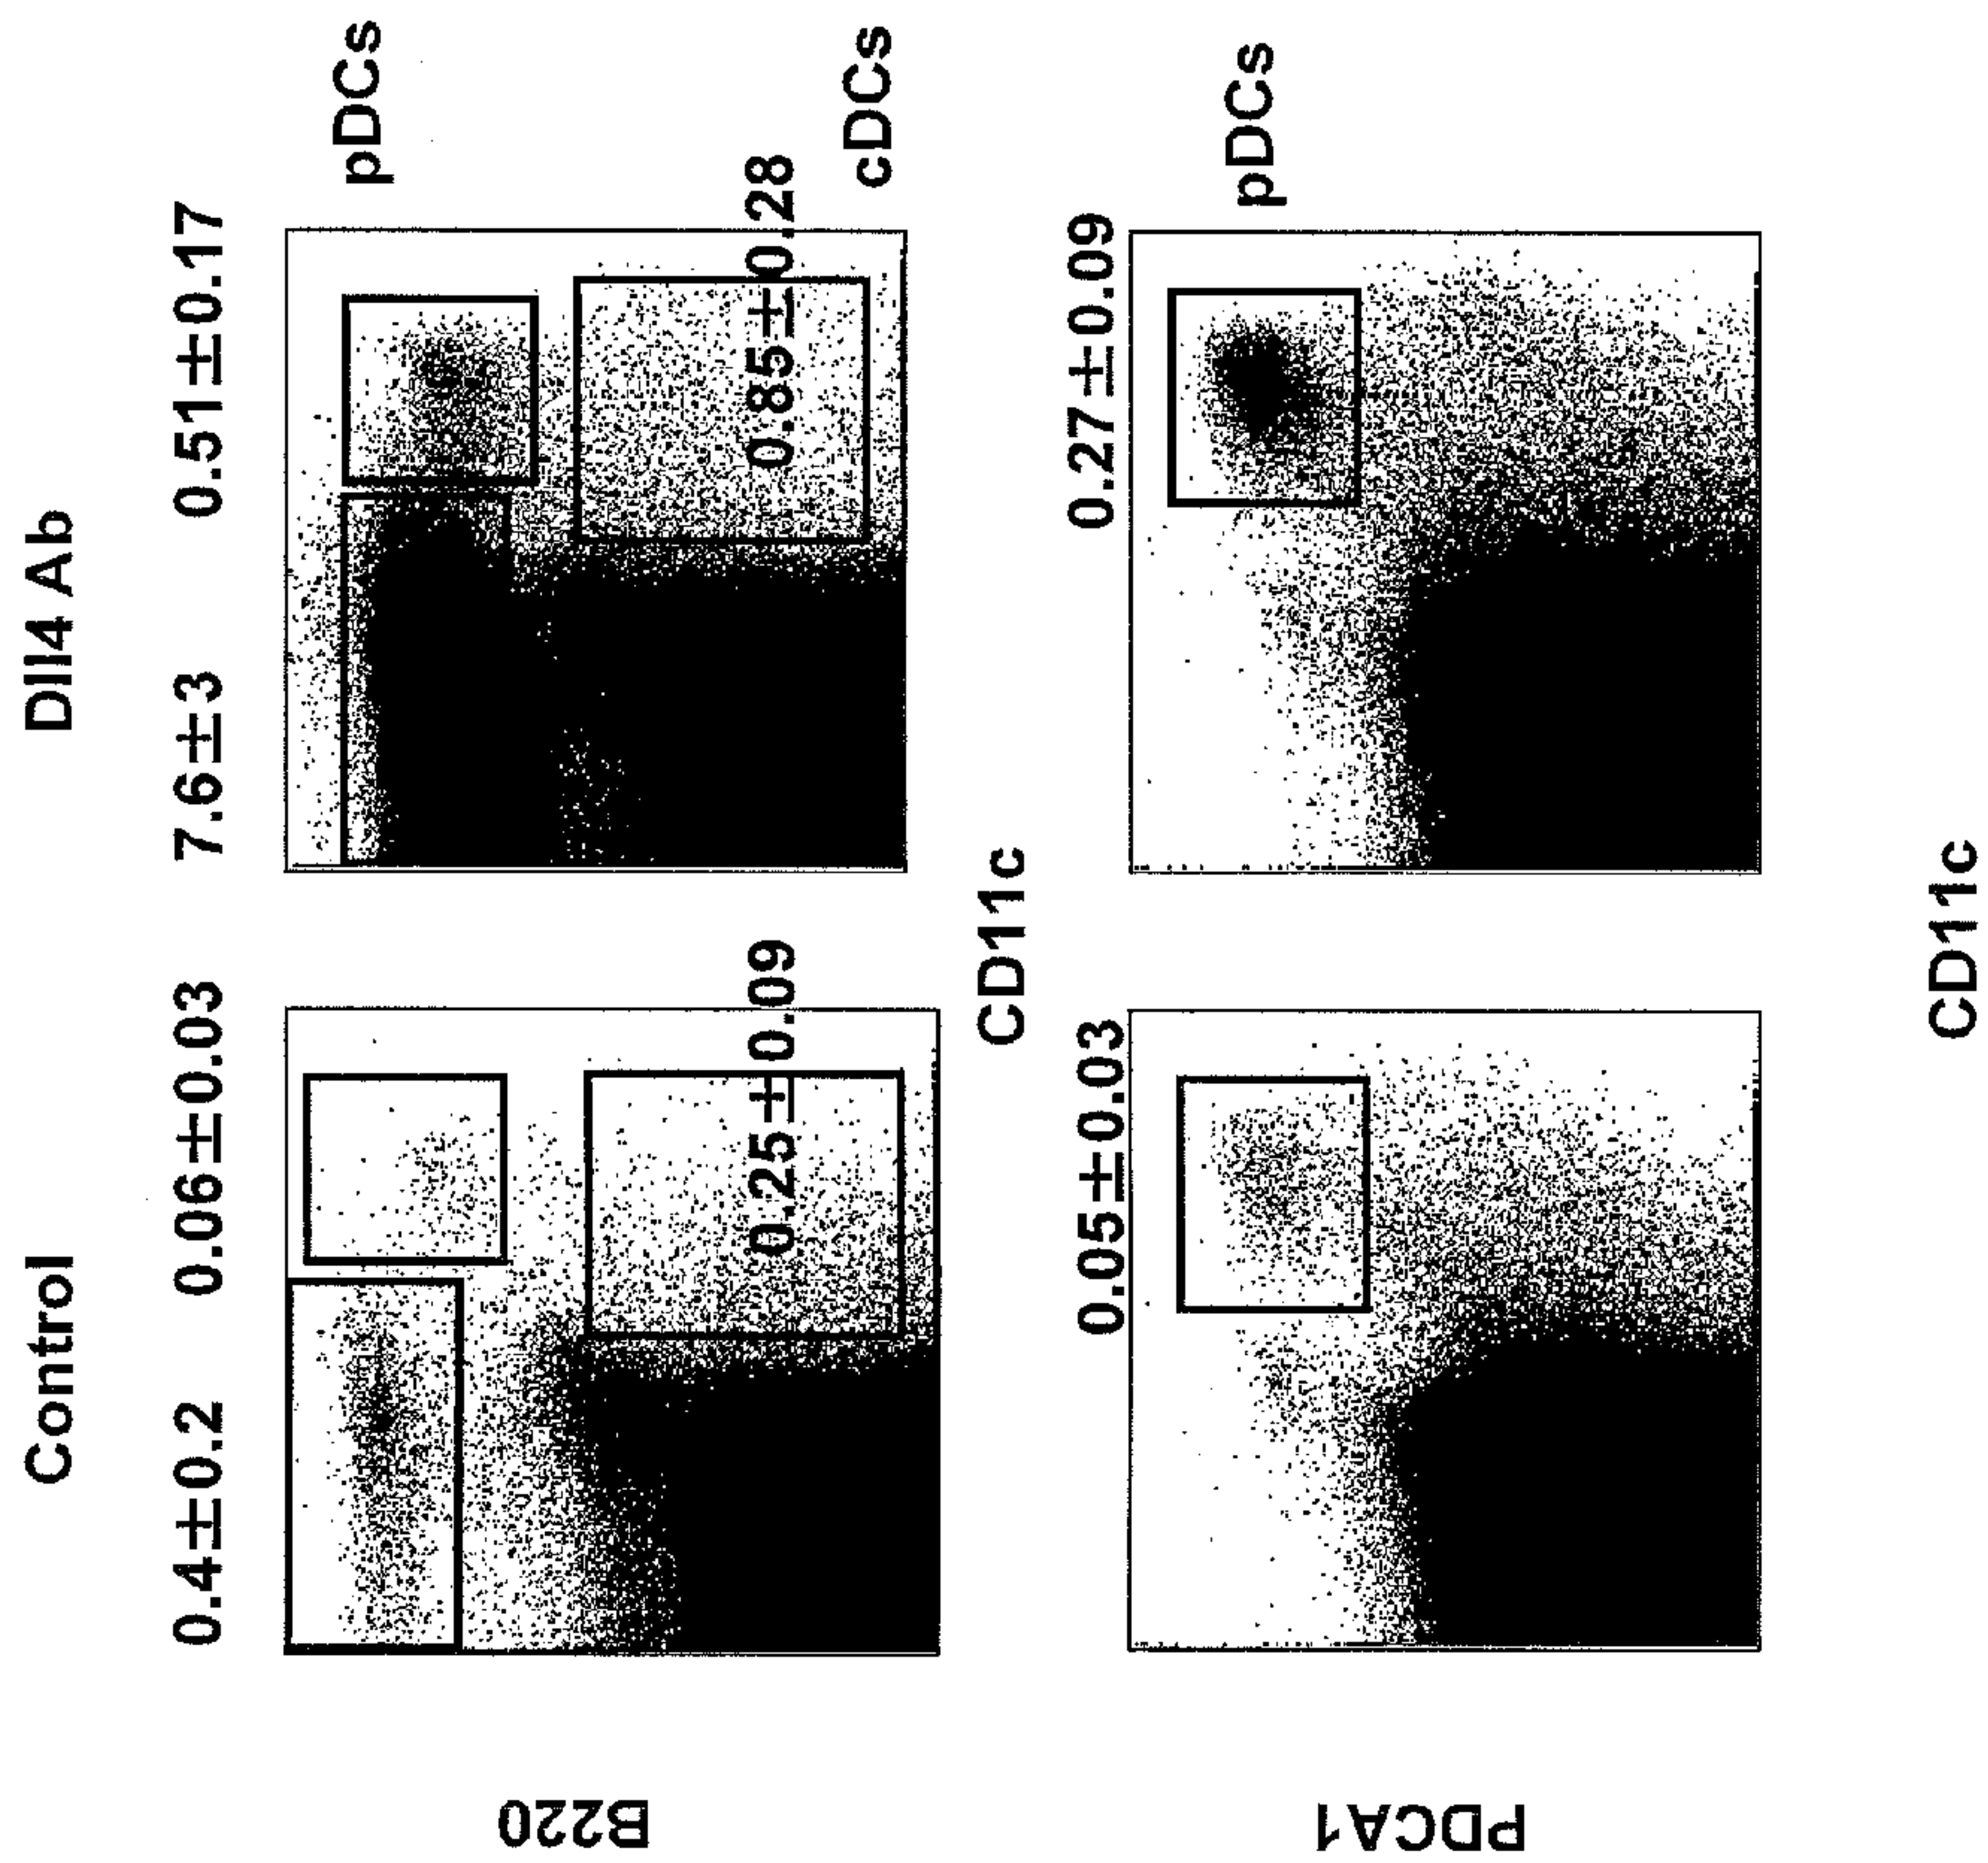 Control
Dll4 Ab
0.4±0.2
0.06±0.03
7.6±3
0.51±0.17
pDCs
B220
0.25±0.09
0.85±0.28
cDCs
CD11c
0.05±0.03
0.27±0.09
pDCs
PDCA1
CD11c